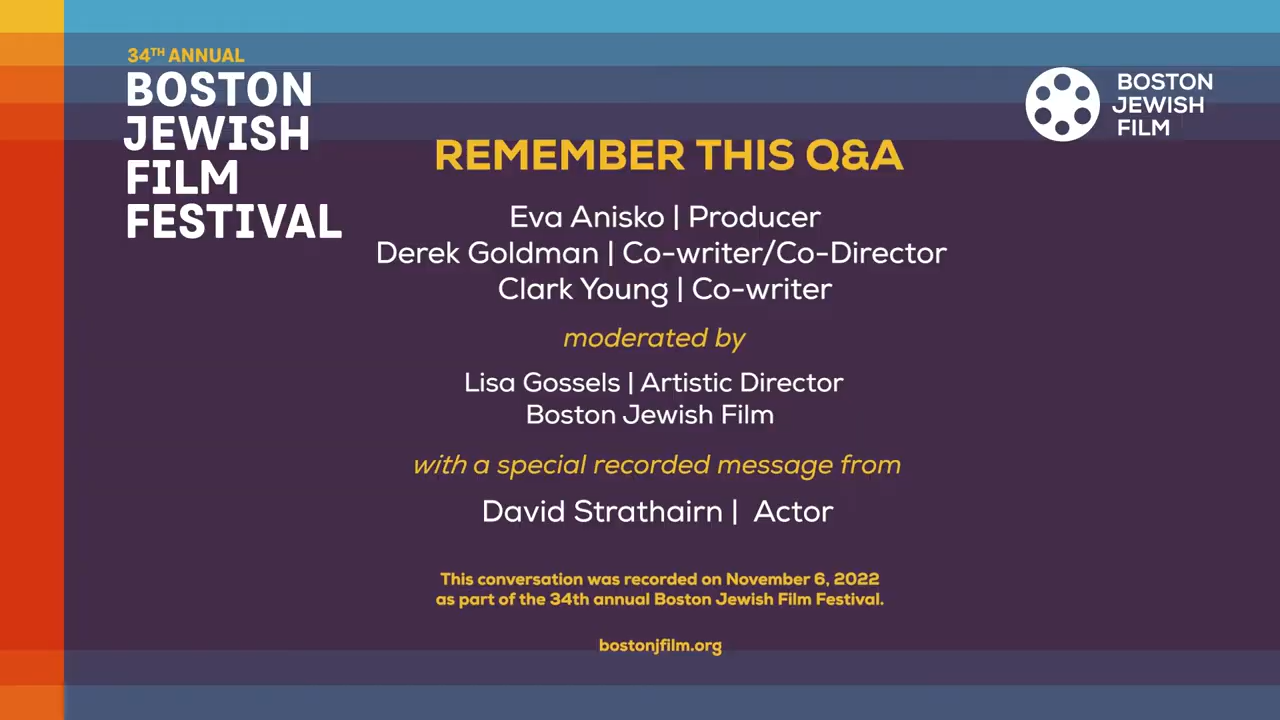 34TH ANNUAL
BOSTON
JEWISH
FILM
FESTIVAL
BOSTON
JEWISH
FILM
REMEMBER THIS Q&A
Eva Anisko | Producer
Derek Goldman | Co-writer/Co-Director
Clark Young | Co-writer
moderated by
Lisa Gossels | Artistic Director
Boston Jewish Film
with a special recorded message from
David Strathairn | Actor
This conversation was recorded on November 6, 2022
as part of the 34th annual Boston Jewish Film Festival.
bostonjfilm.org